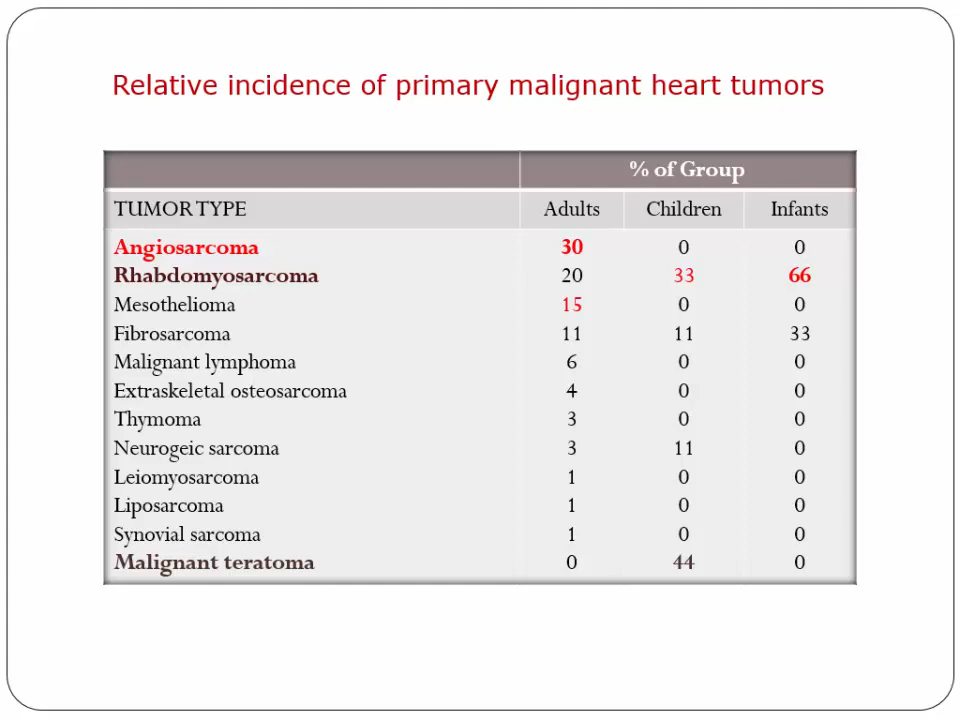 Relative incidence of primary malignant heart tumors
% of Group
TUMOR TYPE Adults Children Infants
Angiosarcoma 30 0 0
Rhabdomyosarcoma 20 33 66
Mesothelioma 15 0 0
Fibrosarcoma 11 11 33
Malignant lymphoma 6 0 0
Extraskeletal osteosarcoma 4 0 0
Thymoma 3 0 0
Neurogeic sarcoma 3 11 0
Leiomyosarcoma 1 0 0
Liposarcoma 1 0 0
Synovial sarcoma 1 0 0
Malignant teratoma 0 44 0